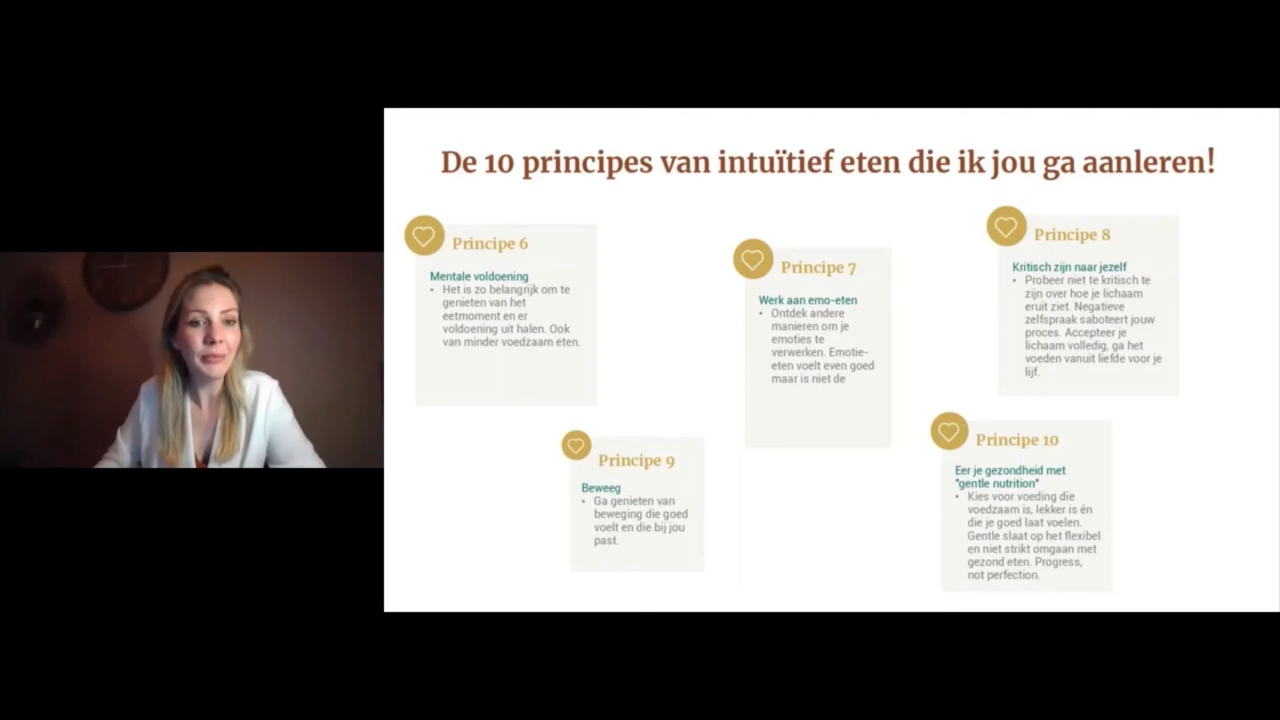 De 10 principes van intuïtief eten die ik jou ga aanleren!
Principe 6
Mentale voldoening
• Het is zo belangrijk om te
genieten van het
eetmoment en er
voldoening uit halen. Ook
van minder voedzaam eten.
Principe 7
Werk aan emo-eten
• Ontdek andere
manieren om je
emoties te
verwerken. Emotie-
eten voelt even goed
maar is niet de
Principe 8
Kritisch zijn naar jezelf
• Probeer niet te kritisch te
zijn over hoe je lichaam
eruit ziet. Negatieve
zelfspraak saboteert jouw
proces. Accepteer je
lichaam volledig, ga het
voeden vanuit liefde voor je
lijf.
Principe 9
Beweeg
• Ga genieten van
beweging die goed
voelt en die bij jou
past.
Principe 10
Eer je gezondheid met
"gentle nutrition"
• Kies voor voeding die
voedzaam is, lekker is én
die je goed laat voelen.
Gentle slaat op het flexibel
en niet strikt omgaan met
gezond eten. Progress,
not perfection.